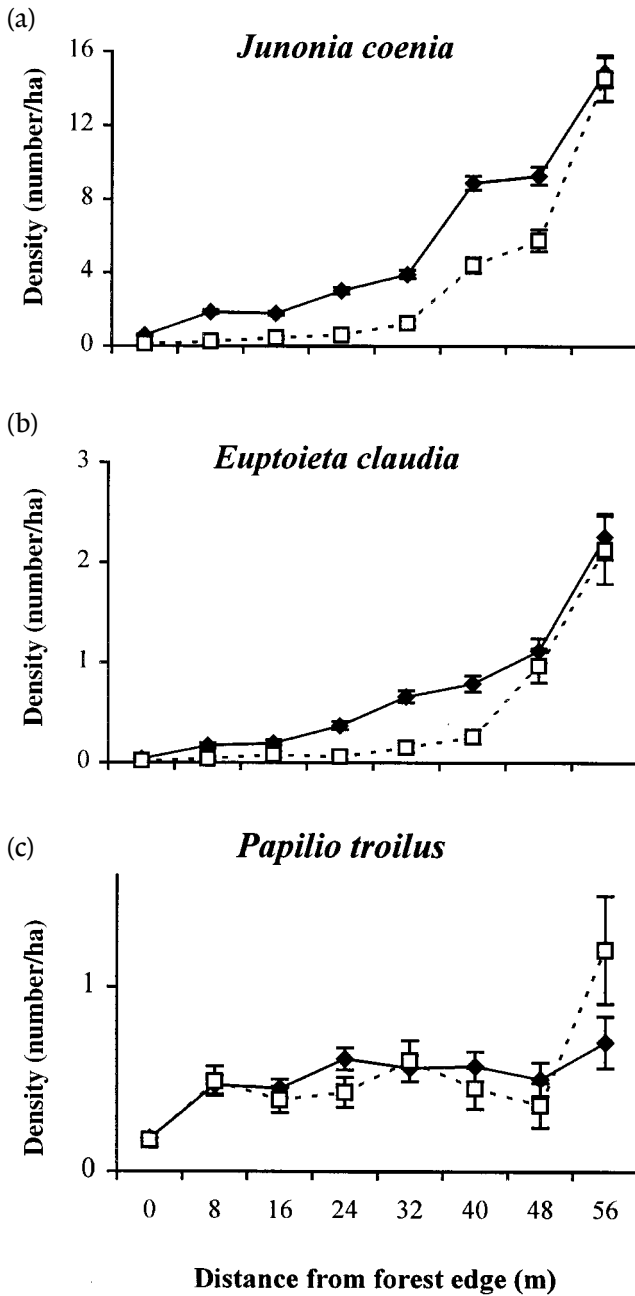 (a)
Junonia coenia
Density (number/ha)
16
12
8
4
0
(b)
Euptoieta claudia
Density (number/ha)
3
2
1
0
(c)
Papilio troilus
Density (number/ha)
1
0
0 8 16 24 32 40 48 56
Distance from forest edge (m)